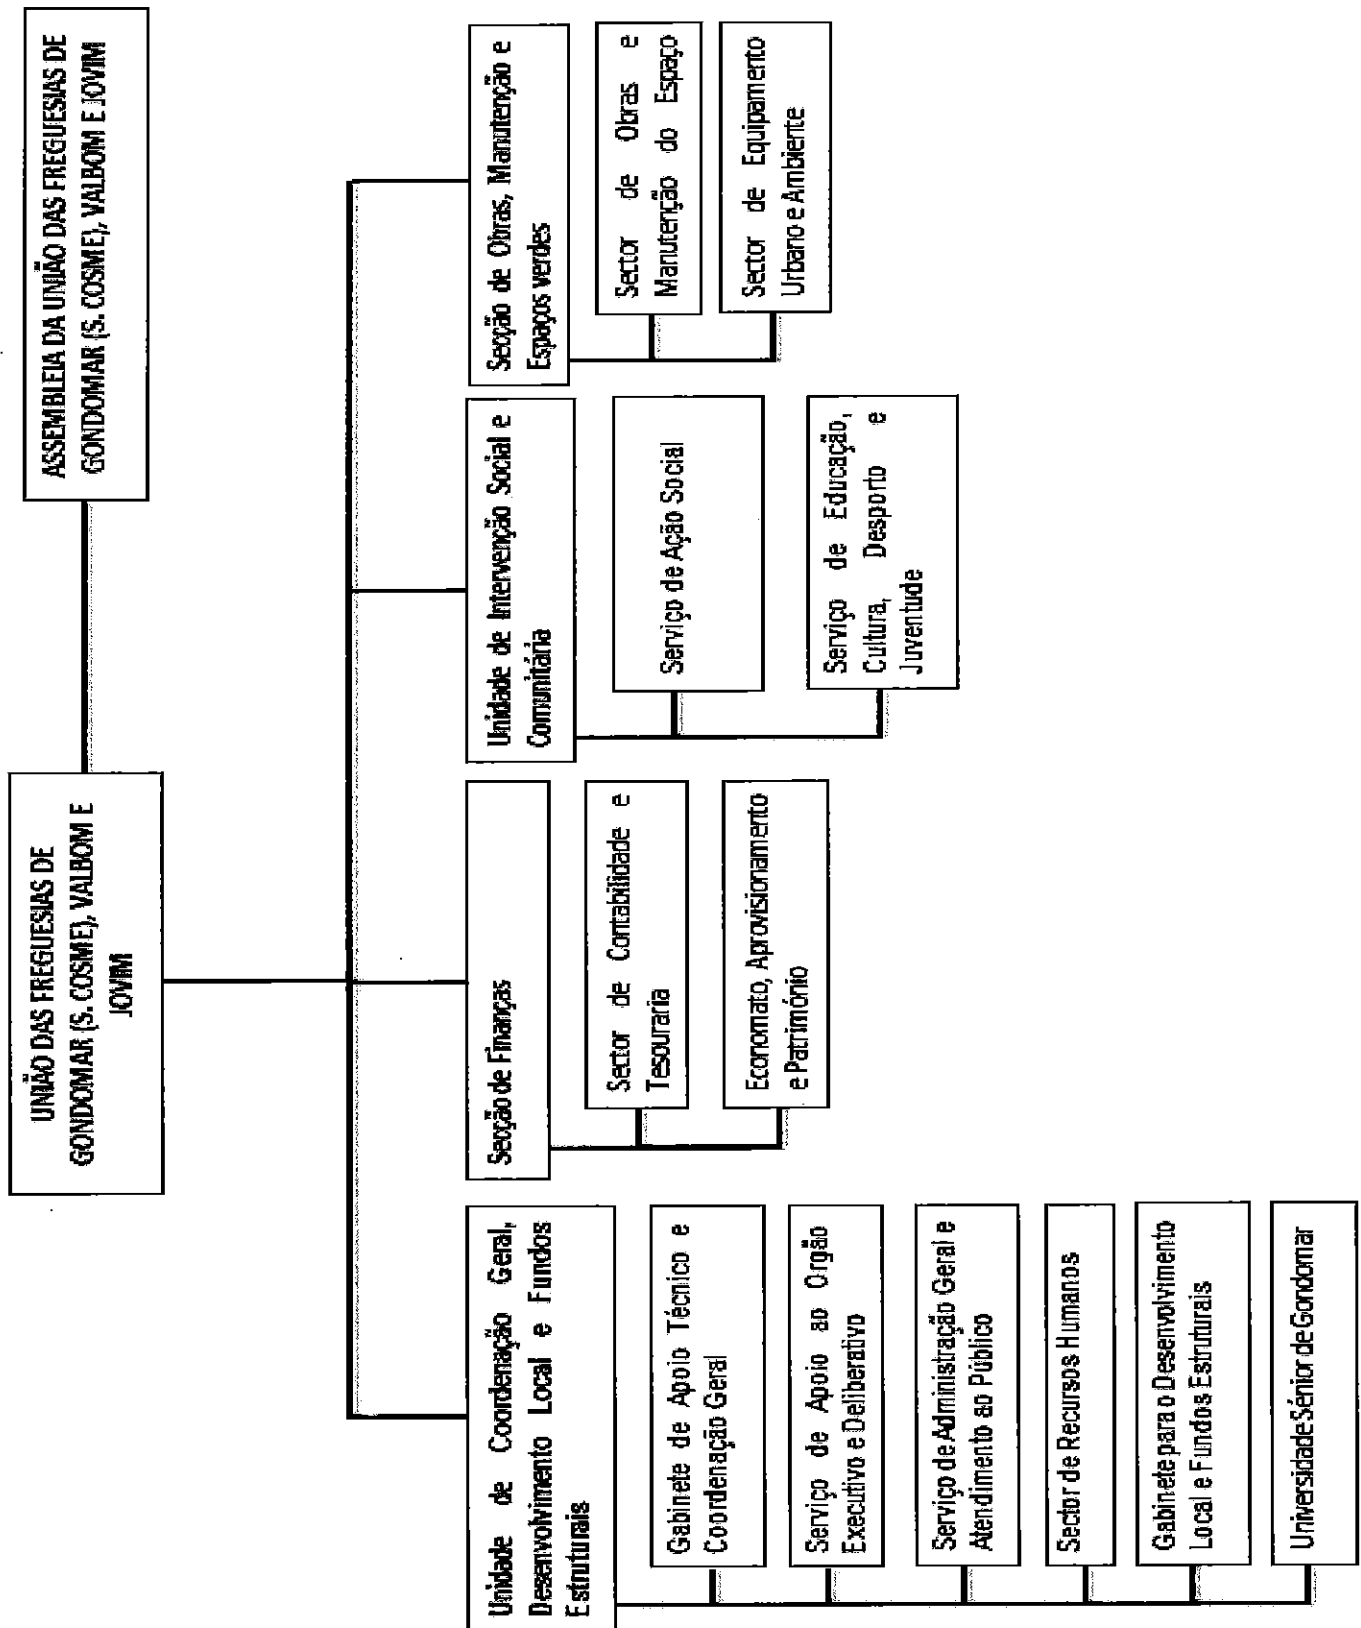 UNIÃO DAS FREGUESIAS DE
GONDOMAR (S. COSME), VALBOM E
JOVIM
ASSEMBLEIA DA UNIÃO DAS FREGUESIAS DE
GONDOMAR (S. COSME), VALBOM E JOVIM
Unidade de Coordenação Geral,
Desenvolvimento Local e Fundos
Estruturais
Gabinete de Apoio Técnico e
Coordenação Geral
Serviço de Apoio ao Orgão
Executivo e Deliberativo
Serviço de Administração Geral e
Atendimento ao Público
Sector de Recursos Humanos
Gabinete para o Desenvolvimento
Local e Fundos Estruturais
Universidade Sénior de Gondomar
Secção de Finanças
Sector de Contabilidade e
Tesouraria
Economato, Aprovisionamento
e Património
Unidade de Intervenção Social e
Comunitária
Serviço de Ação Social
Serviço de Educação,
Cultura, Desporto e
Juventude
Secção de Obras, Manutenção e
Espaços verdes
Sector de Obras e
Manutenção do Espaço
Sector de Equipamento
Urbano e Ambiente